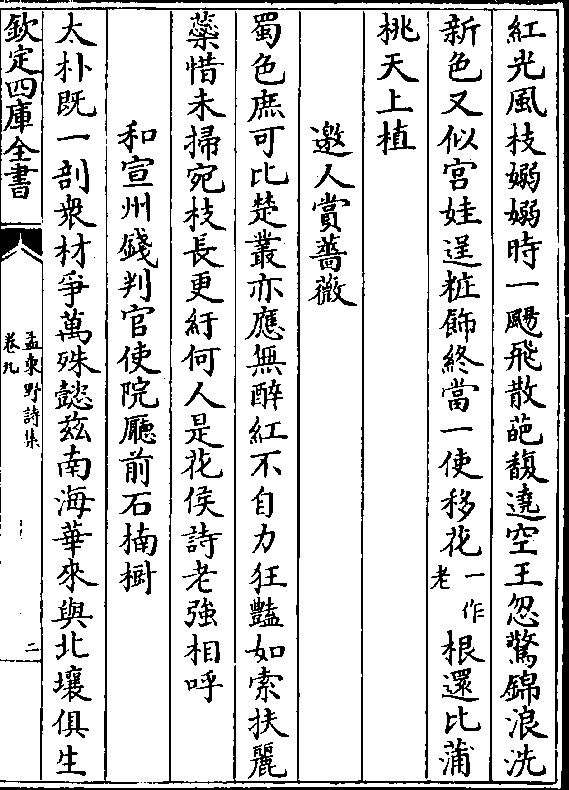 紅光風枝嫋嫋時一颺飛散葩馥遶空王忽驚錦浪洗
新色又似宮娃逞粧飾終當一使移花一作老根還比蒲
桃天上植
邀人賞薔薇
蜀色庶可比楚叢亦應無醉紅不自力狂豔如索扶麗
蘂惜未掃宛枝長更紆何人是花侯詩老強相呼
和宣州錢判官使院廳前石楠樹
太朴既一剖衆材爭萬殊懿兹南海華來與北壤俱生
欽定四庫全書
孟東野詩集
卷九
二